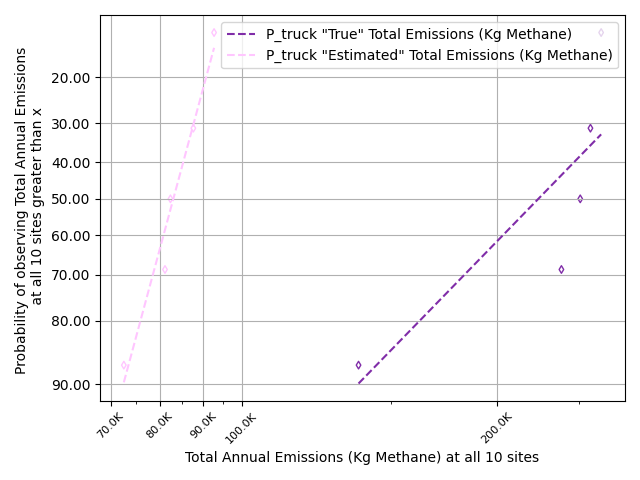 P_truck "True" Total Emissions (Kg Methane)
P_truck "Estimated" Total Emissions (Kg Methane)
Probability of observing Total Annual Emissions
at all 10 sites greater than x
20.00
30.00
40.00
50.00
60.00
70.00
80.00
90.00
70.0K
80.0K
90.0K
100.0K
200.0K
Total Annual Emissions (Kg Methane) at all 10 sites